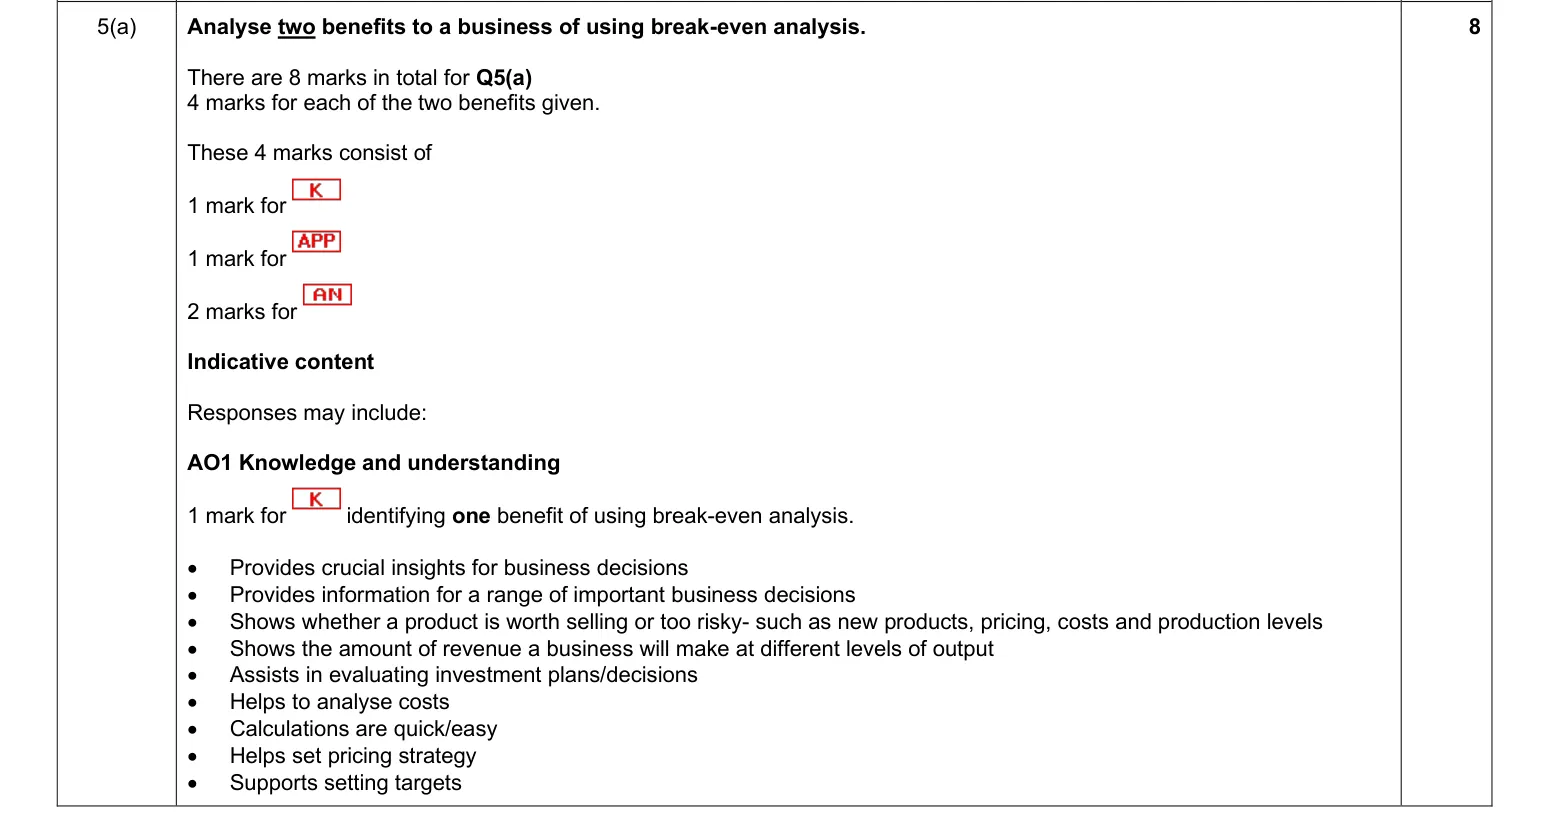 5(a) Analyse two benefits to a business of using break-even analysis. 8
There are 8 marks in total for Q5(a)
4 marks for each of the two benefits given.
These 4 marks consist of
1 mark for K
1 mark for APP
2 marks for AN
Indicative content
Responses may include:
AO1 Knowledge and understanding
1 mark for K identifying one benefit of using break-even analysis.
• Provides crucial insights for business decisions
• Provides information for a range of important business decisions
• Shows whether a product is worth selling or too risky- such as new products, pricing, costs and production levels
• Shows the amount of revenue a business will make at different levels of output
• Assists in evaluating investment plans/decisions
• Helps to analyse costs
• Calculations are quick/easy
• Helps set pricing strategy
• Supports setting targets